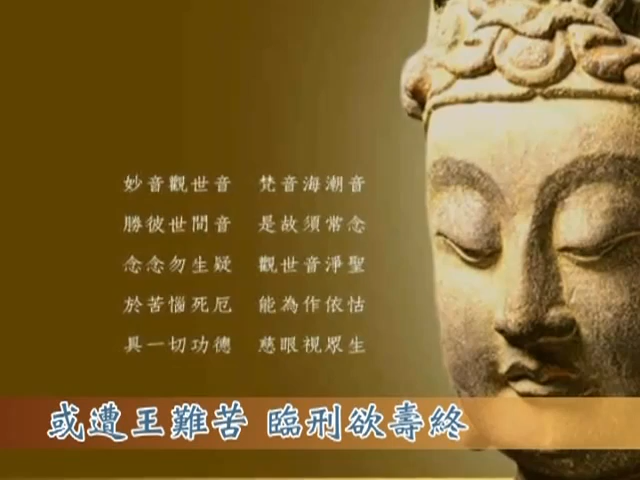 妙音觀世音 梵音海潮音
勝彼世間音 是故須常念
念念勿生疑 觀世音淨聖
於苦惱死厄 能為作依怙
具一切功德 慈眼視眾生
或遭王難苦 臨刑欲壽終